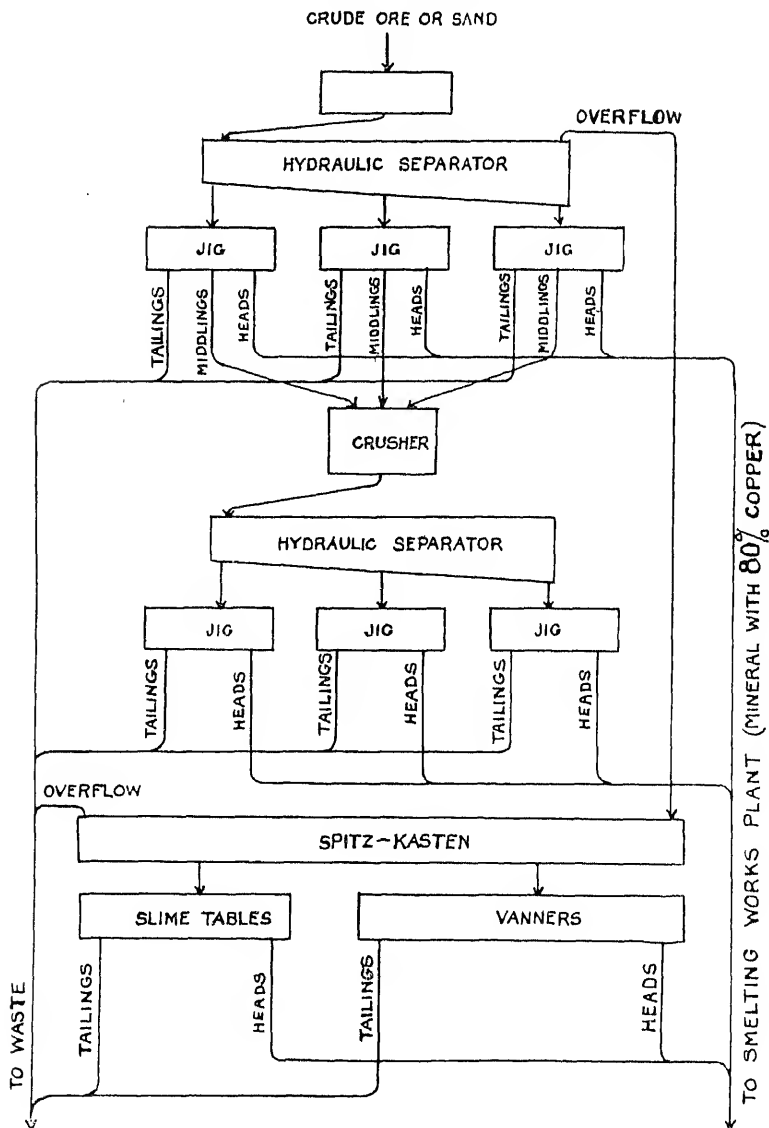 CRUDE ORE OR SAND
OVERFLOW
HYDRAULIC SEPARATOR
JIG
JIG
JIG
TAILINGS
MIDDLINGS
HEADS
TAILINGS
MIDDLINGS
HEADS
TAILINGS
MIDDLINGS
HEADS
CRUSHER
HYDRAULIC SEPARATOR
JIG
JIG
JIG
TAILINGS
HEADS
TAILINGS
HEADS
TAILINGS
HEADS
OVERFLOW
SPITZ-KASTEN
SLIME TABLES
VANNERS
TAILINGS
HEADS
TAILINGS
HEADS
TO WASTE
TO SMELTING WORKS PLANT (MINERAL WITH 80% COPPER)